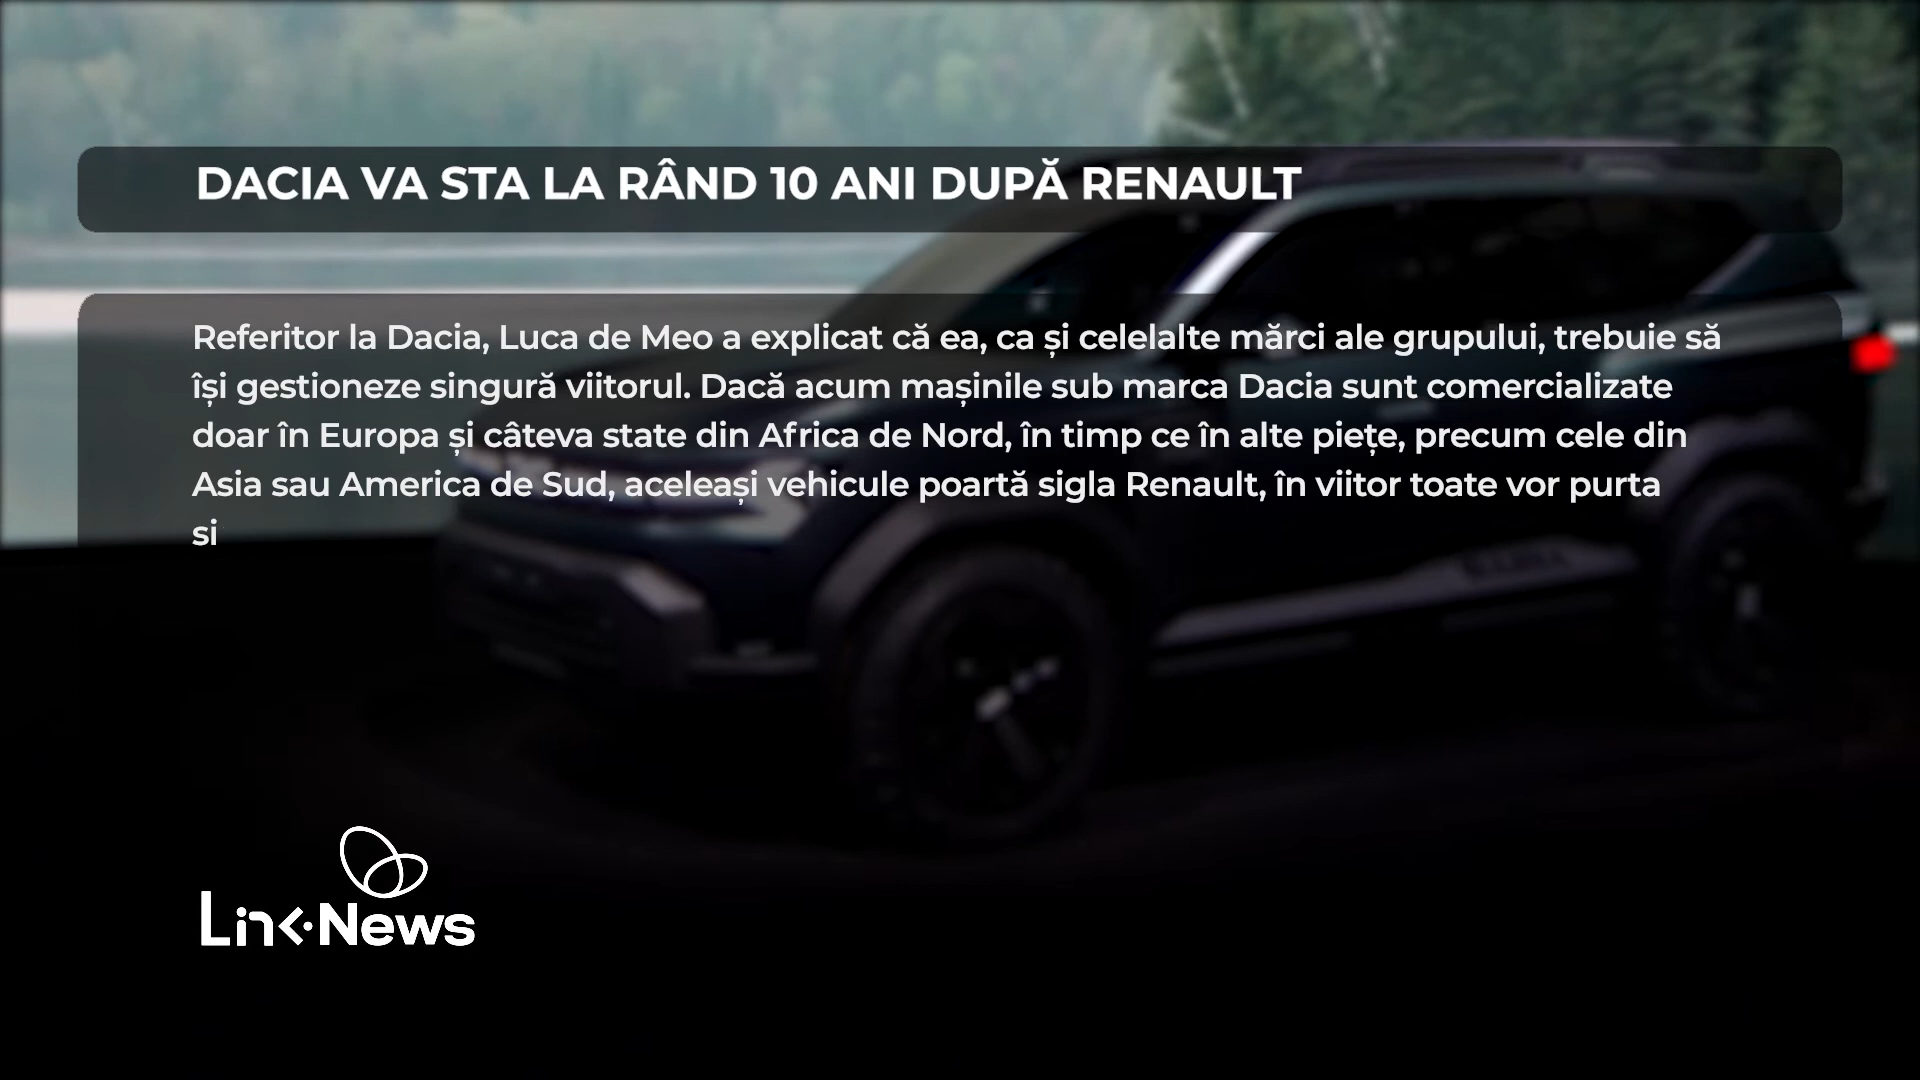 DACIA VA STA LA RÂND 10 ANI DUPĂ RENAULT
Referitor la Dacia, Luca de Meo a explicat că ea, ca și celelalte mărci ale grupului, trebuie să
își gestioneze singură viitorul. Dacă acum mașinile sub marca Dacia sunt comercializate
doar în Europa și câteva state din Africa de Nord, în timp ce în alte piețe, precum cele din
Asia sau America de Sud, aceleași vehicule poartă sigla Renault, în viitor toate vor purta
si
Link News